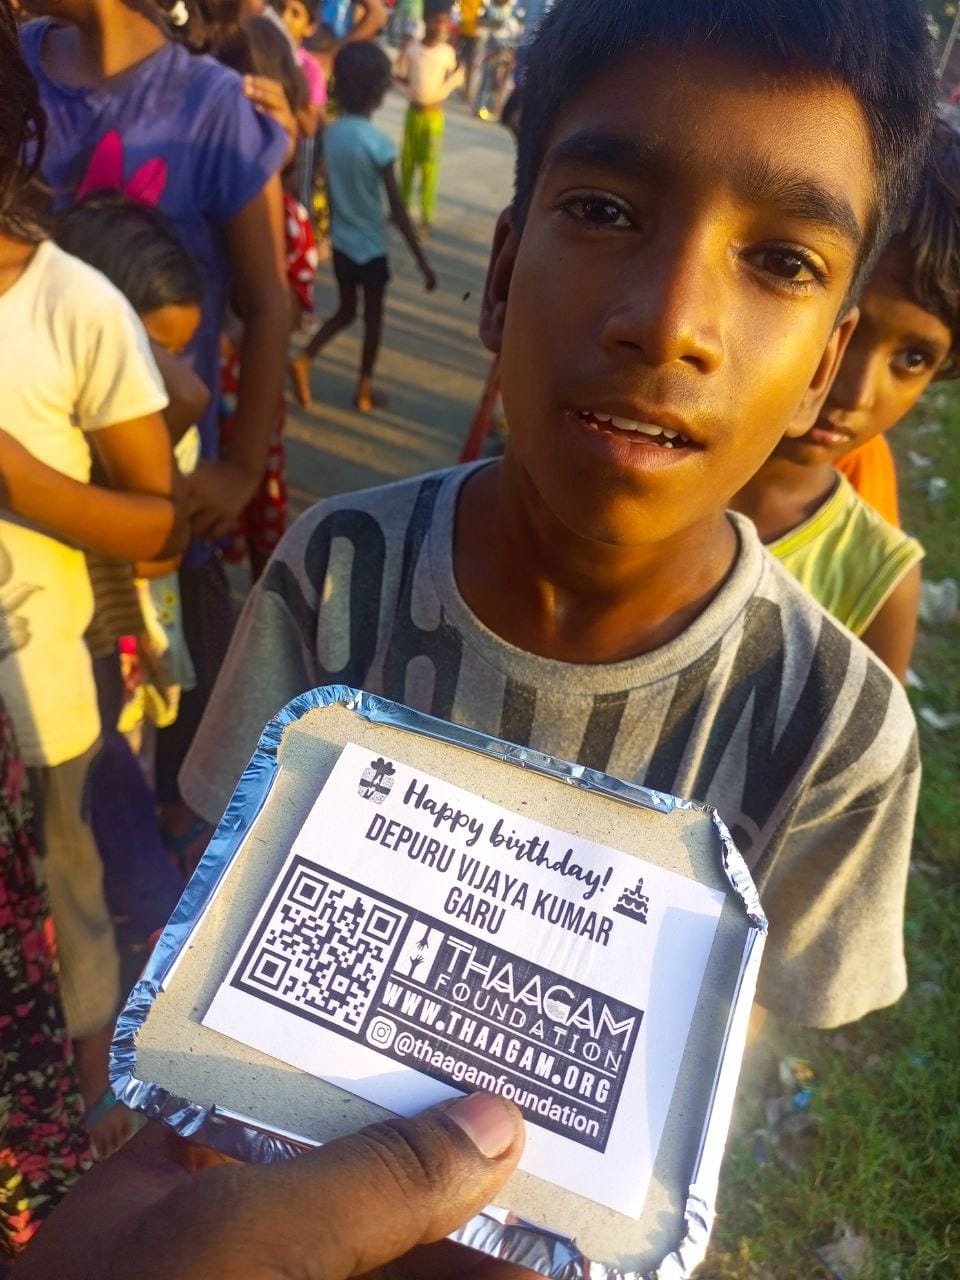 Happy birthday!
DEPURU VIJAYA KUMAR
GARU
THAAGAM
FOUNDATION
WWW.THAAGAM.ORG
@thaagamfoundation